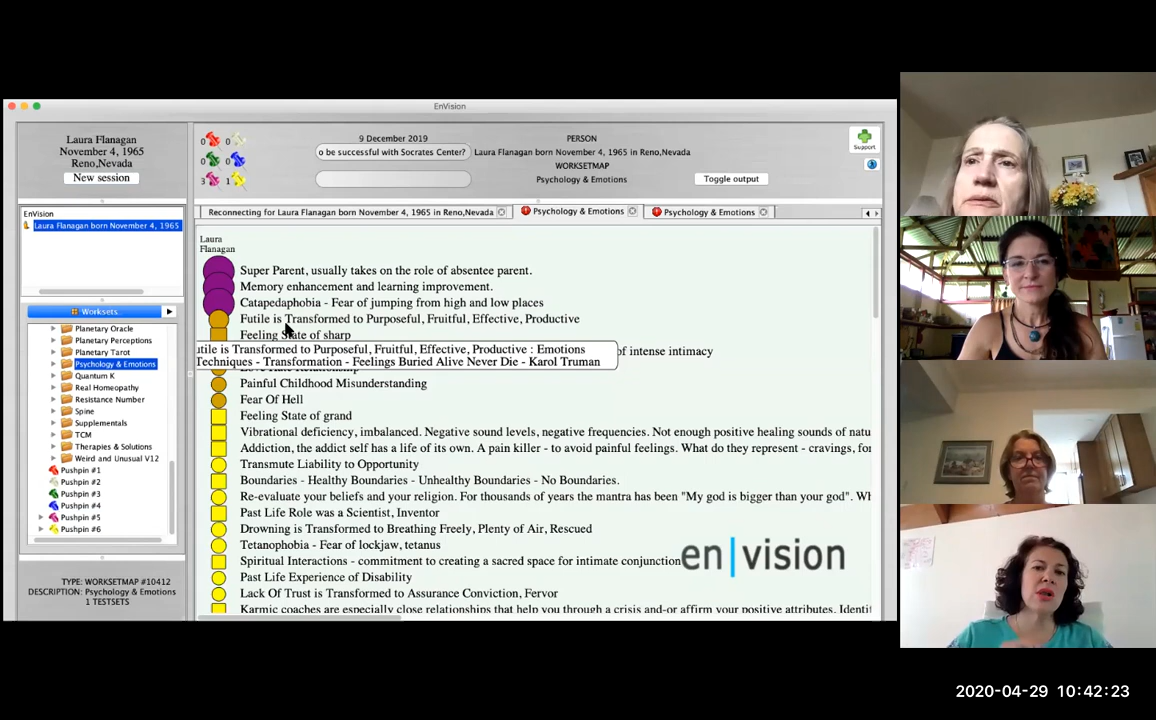 EnVision
Laura Flanagan
November 4, 1965
Reno,Nevada
New session
0 0
0 0
3 1
9 December 2019
o be successful with Socrates Center?
PERSON
Laura Flanagan born November 4, 1965 in Reno,Nevada
WORKSETMAP
Psychology & Emotions
Toggle output
Support
EnVision
Laura Flanagan born November 4, 1965
Worksets
Planetary Oracle
Planetary Perceptions
Planetary Tarot
Psychology & Emotions
Quantum K
Real Homeopathy
Resistance Number
Spine
Supplements
TCM
Therapies & Solutions
Weird and Unusual V12
Pushpin #1
Pushpin #2
Pushpin #3
Pushpin #4
Pushpin #5
Pushpin #6
TYPE: WORKSETMAP #10412
DESCRIPTION: Psychology & Emotions
1 TESTSETS
Reconnecting for Laura Flanagan born November 4, 1965 in Reno,Nevada
Psychology & Emotions
Psychology & Emotions
Laura
Flanagan
Super Parent, usually takes on the role of absentee parent.
Memory enhancement and learning improvement.
Catapedaphobia - Fear of jumping from high and low places
Futile is Transformed to Purposeful, Fruitful, Effective, Productive
Feeling State of sharp
utile is Transformed to Purposeful, Fruitful, Effective, Productive : Emotions
of intense intimacy
Techniques - Transformation - Feelings Buried Alive Never Die - Karol Truman
Painful Childhood Misunderstanding
Fear Of Hell
Feeling State of grand
Vibrational deficiency, imbalanced. Negative sound levels, negative frequencies. Not enough positive healing sounds of natu
Addiction, the addict self has a life of its own. A pain killer - to avoid painful feelings. What do they represent - cravings, for
Transmute Liability to Opportunity
Boundaries - Healthy Boundaries - Unhealthy Boundaries - No Boundaries.
Re-evaluate your beliefs and your religion. For thousands of years the mantra has been "My god is bigger than your god". Wh
Past Life Role was a Scientist, Inventor
Drowning is Transformed to Breathing Freely, Plenty of Air, Rescued
Tetanophobia - Fear of lockjaw, tetanus
Spiritual Interactions - commitment to creating a sacred space for intimate conjunction
Past Life Experience of Disability
Lack Of Trust is Transformed to Assurance Conviction, Fervor
Karmic coaches are especially close relationships that help you through a crisis and-or affirm your positive attributes. Identi
en|vision
2020-04-29 10:42:23